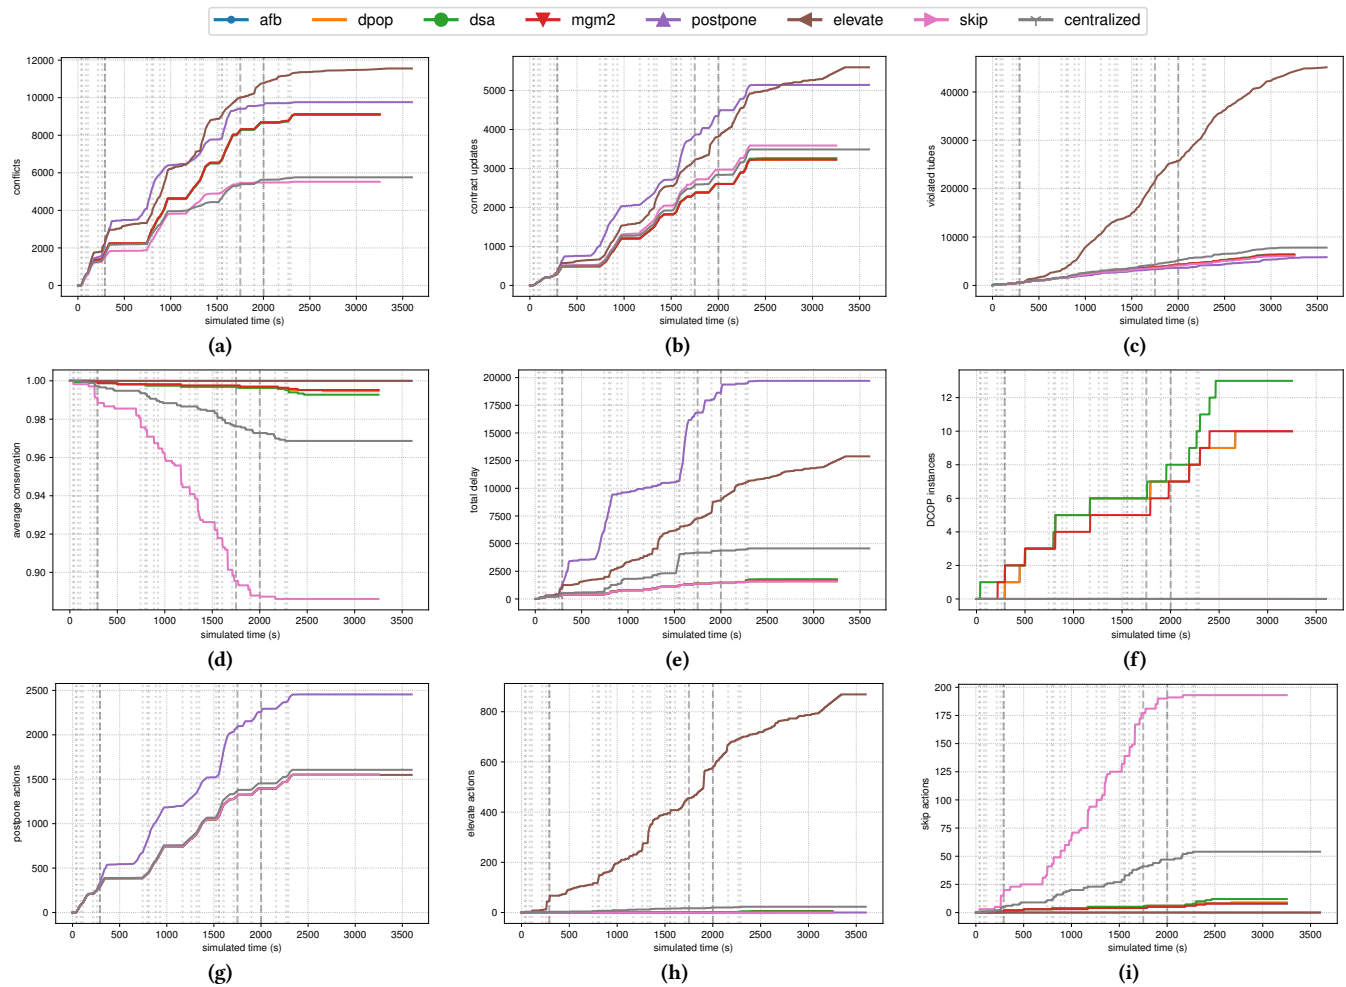 afb dpop dsa mgm2 postpone elevate skip centralized
12000
10000
8000
6000
4000
2000
0
conflicts
0 500 1000 1500 2000 2500 3000 3500
simulated time (s)
(a)
5000
4000
3000
2000
1000
0
contract updates
0 500 1000 1500 2000 2500 3000 3500
simulated time (s)
(b)
40000
30000
20000
10000
0
violated tubes
0 500 1000 1500 2000 2500 3000 3500
simulated time (s)
(c)
1.00
0.98
0.96
0.94
0.92
0.90
average conservation
0 500 1000 1500 2000 2500 3000 3500
simulated time (s)
(d)
20000
17500
15000
12500
10000
7500
5000
2500
0
total delay
0 500 1000 1500 2000 2500 3000 3500
simulated time (s)
(e)
12
10
8
6
4
2
0
DCOP instances
0 500 1000 1500 2000 2500 3000 3500
simulated time (s)
(f)
2500
2000
1500
1000
500
0
postpone actions
0 500 1000 1500 2000 2500 3000 3500
simulated time (s)
(g)
800
600
400
200
0
elevate actions
0 500 1000 1500 2000 2500 3000 3500
simulated time (s)
(h)
200
175
150
125
100
75
50
25
0
skip actions
0 500 1000 1500 2000 2500 3000 3500
simulated time (s)
(i)